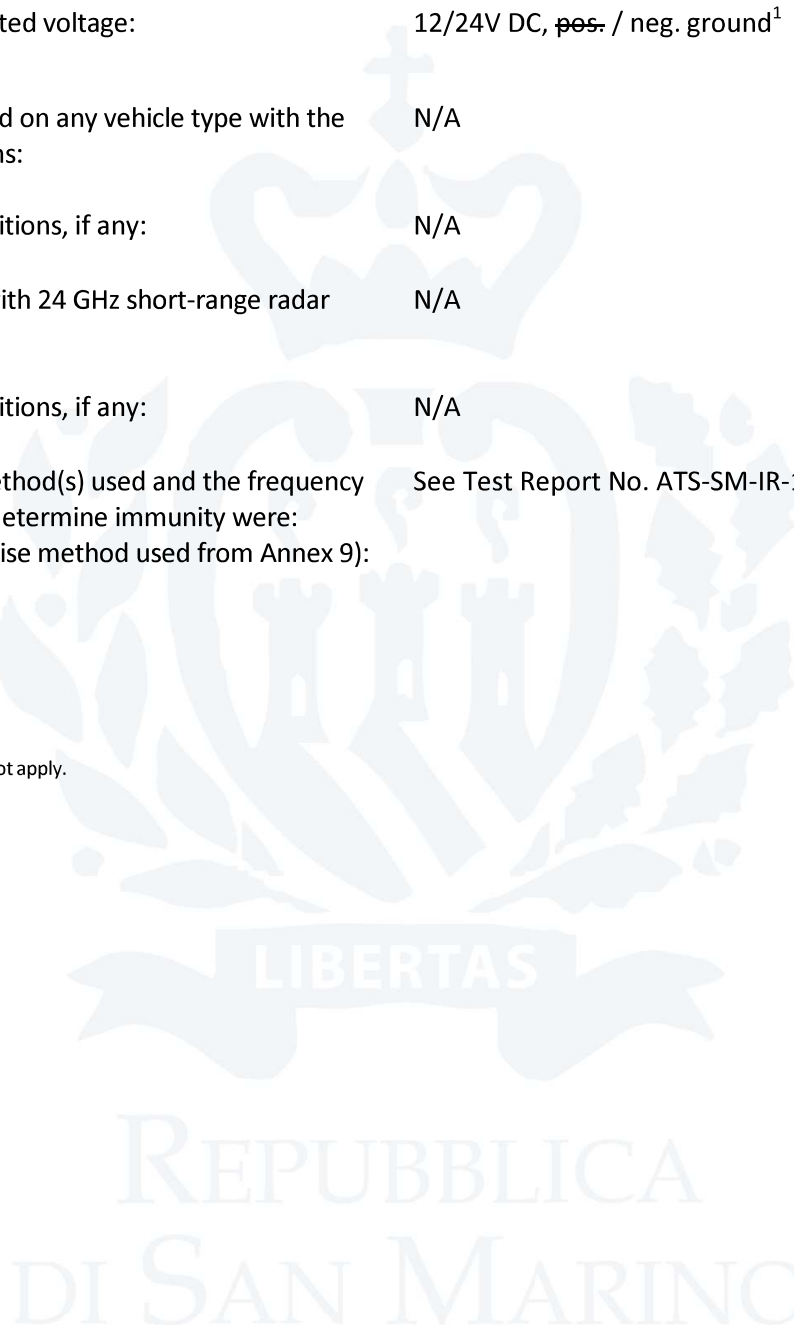 ted voltage: 12/24V DC, pos. / neg. ground1
d on any vehicle type with the N/A
ns:
itions, if any: N/A
ith 24 GHz short-range radar N/A
itions, if any: N/A
ethod(s) used and the frequency See Test Report No. ATS-SM-IR-
etermine immunity were:
ise method used from Annex 9):
ot apply.
LIBERTAS
REPUBBLICA
DI SAN MARINO